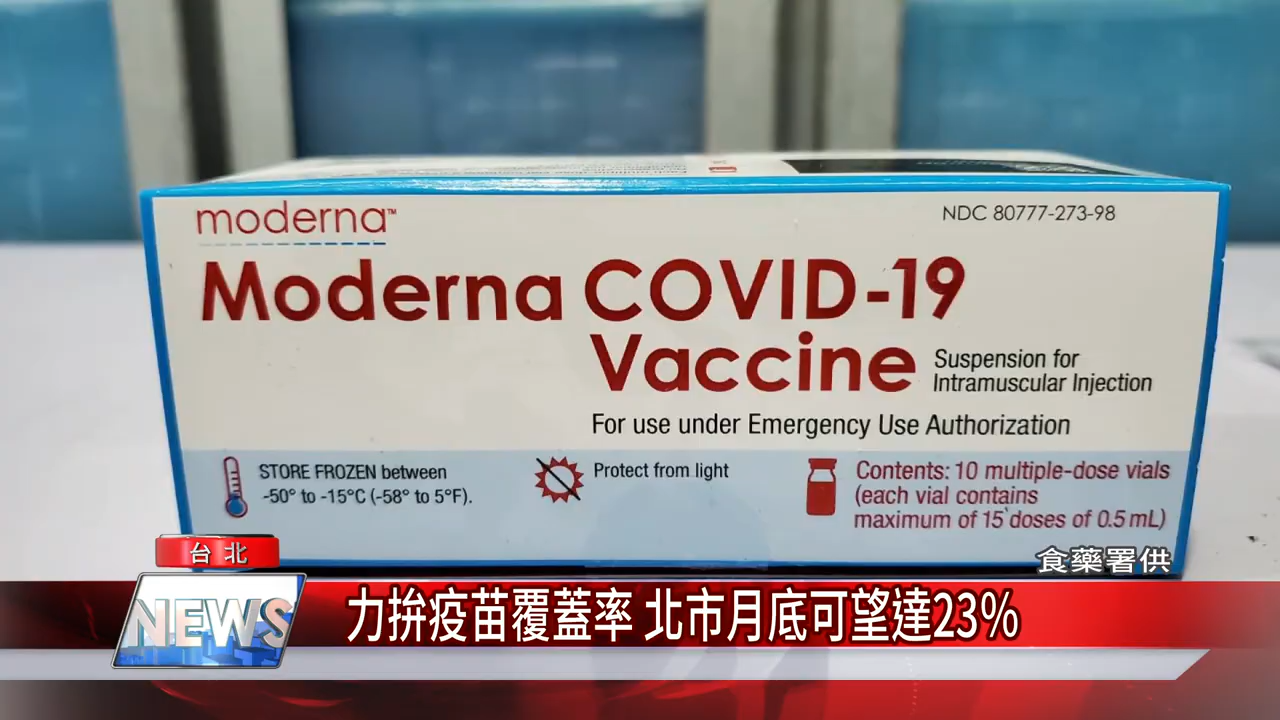 moderna™
NDC 80777-273-98
Moderna COVID-19
Vaccine
Suspension for
Intramuscular Injection
For use under Emergency Use Authorization
STORE FROZEN between
-50° to -15°C (-58° to 5°F).
Protect from light
Contents: 10 multiple-dose vials
(each vial contains
maximum of 15 doses of 0.5 mL)
食藥署供
台北
NEWS
力拚疫苗覆蓋率 北市月底可望達23%